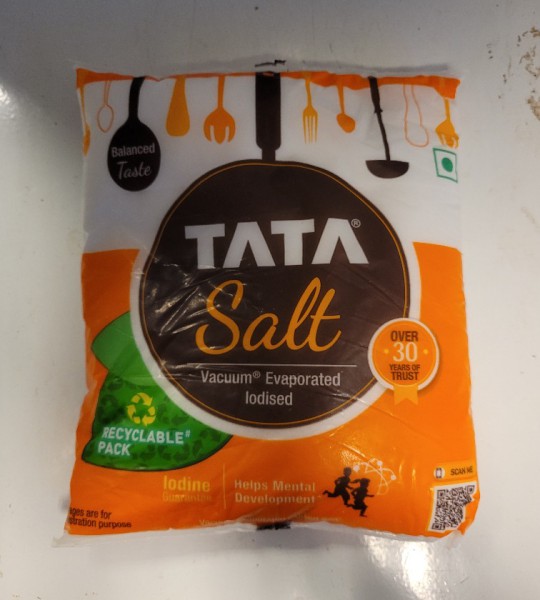 Balanced
Taste
TATA®
Salt
Vacuum® Evaporated
Iodised
OVER
30
YEARS OF
TRUST
RECYCLABLE#
PACK
Iodine
Guarantee
Helps Mental
Development*
SCAN ME
ages are for
stration purpose